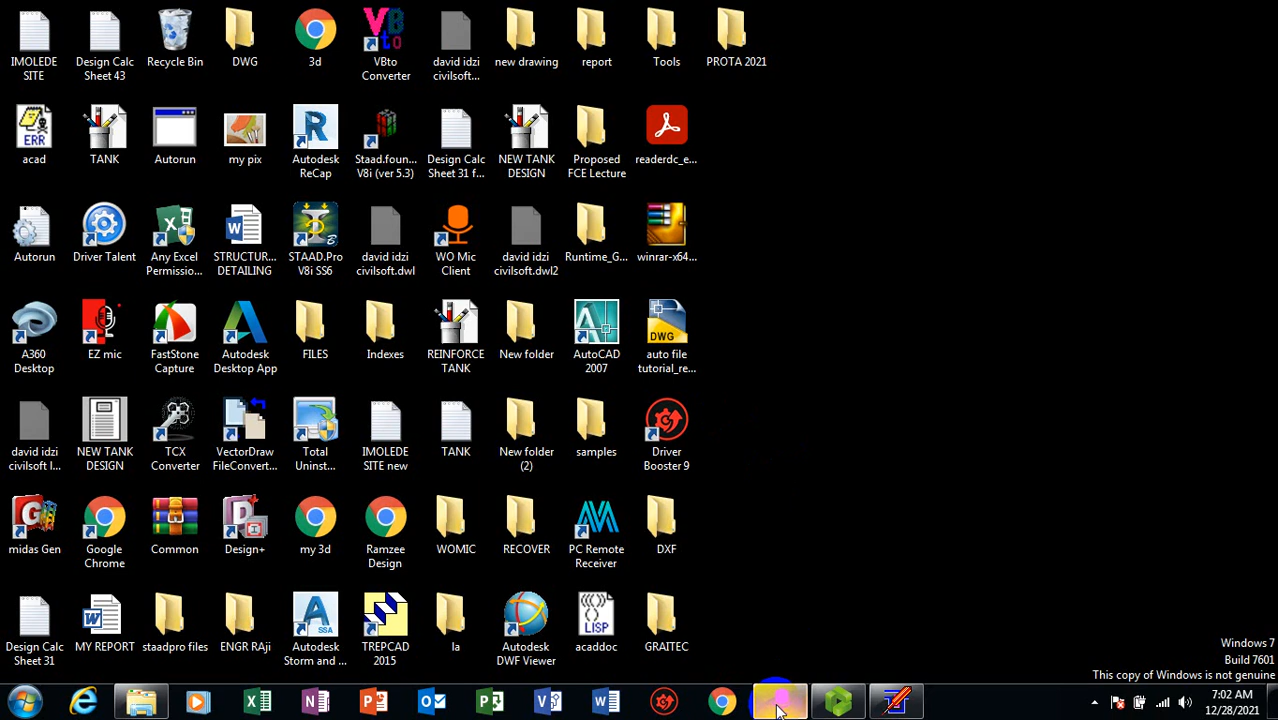 IMOLEDE
SITE
Design Calc
Sheet 43
Recycle Bin
DWG
3d
VBto
Converter
david idzi
civilsoft...
new drawing
report
Tools
PROTA 2021
ERR
acad
TANK
Autorun
my pix
Autodesk
ReCap
Staad.foun...
V8i (ver 5.3)
Design Calc
Sheet 31 f...
NEW TANK
DESIGN
Proposed
FCE Lecture
readerdc_e...
Autorun
Driver Talent
Any Excel
Permissio...
STRUCTUR...
DETAILING
STAAD.Pro
V8i SS6
david idzi
civilsoft.dwl
WO Mic
Client
david idzi
civilsoft.dwl2
Runtime_G...
winrar-x64...
A360
Desktop
EZ mic
FastStone
Capture
Autodesk
Desktop App
FILES
Indexes
REINFORCE
TANK
New folder
AutoCAD
2007
DWG
auto file
tutorial_re...
david idzi
civilsoft l...
NEW TANK
DESIGN
TCX
Converter
VectorDraw
FileConvert...
Total
Uninst...
IMOLEDE
SITE new
TANK
New folder
(2)
samples
Driver
Booster 9
midas Gen
Google
Chrome
Common
Design+
my 3d
Ramzee
Design
WOMIC
RECOVER
PC Remote
Receiver
DXF
Design Calc
Sheet 31
MY REPORT
staadpro files
ENGR RAji
SSA
Autodesk
Storm and ...
TREPCAD
2015
la
Autodesk
DWF Viewer
LISP
acaddoc
GRAITEC
Windows 7
Build 7601
This copy of Windows is not genuine
7:02 AM
12/28/2021